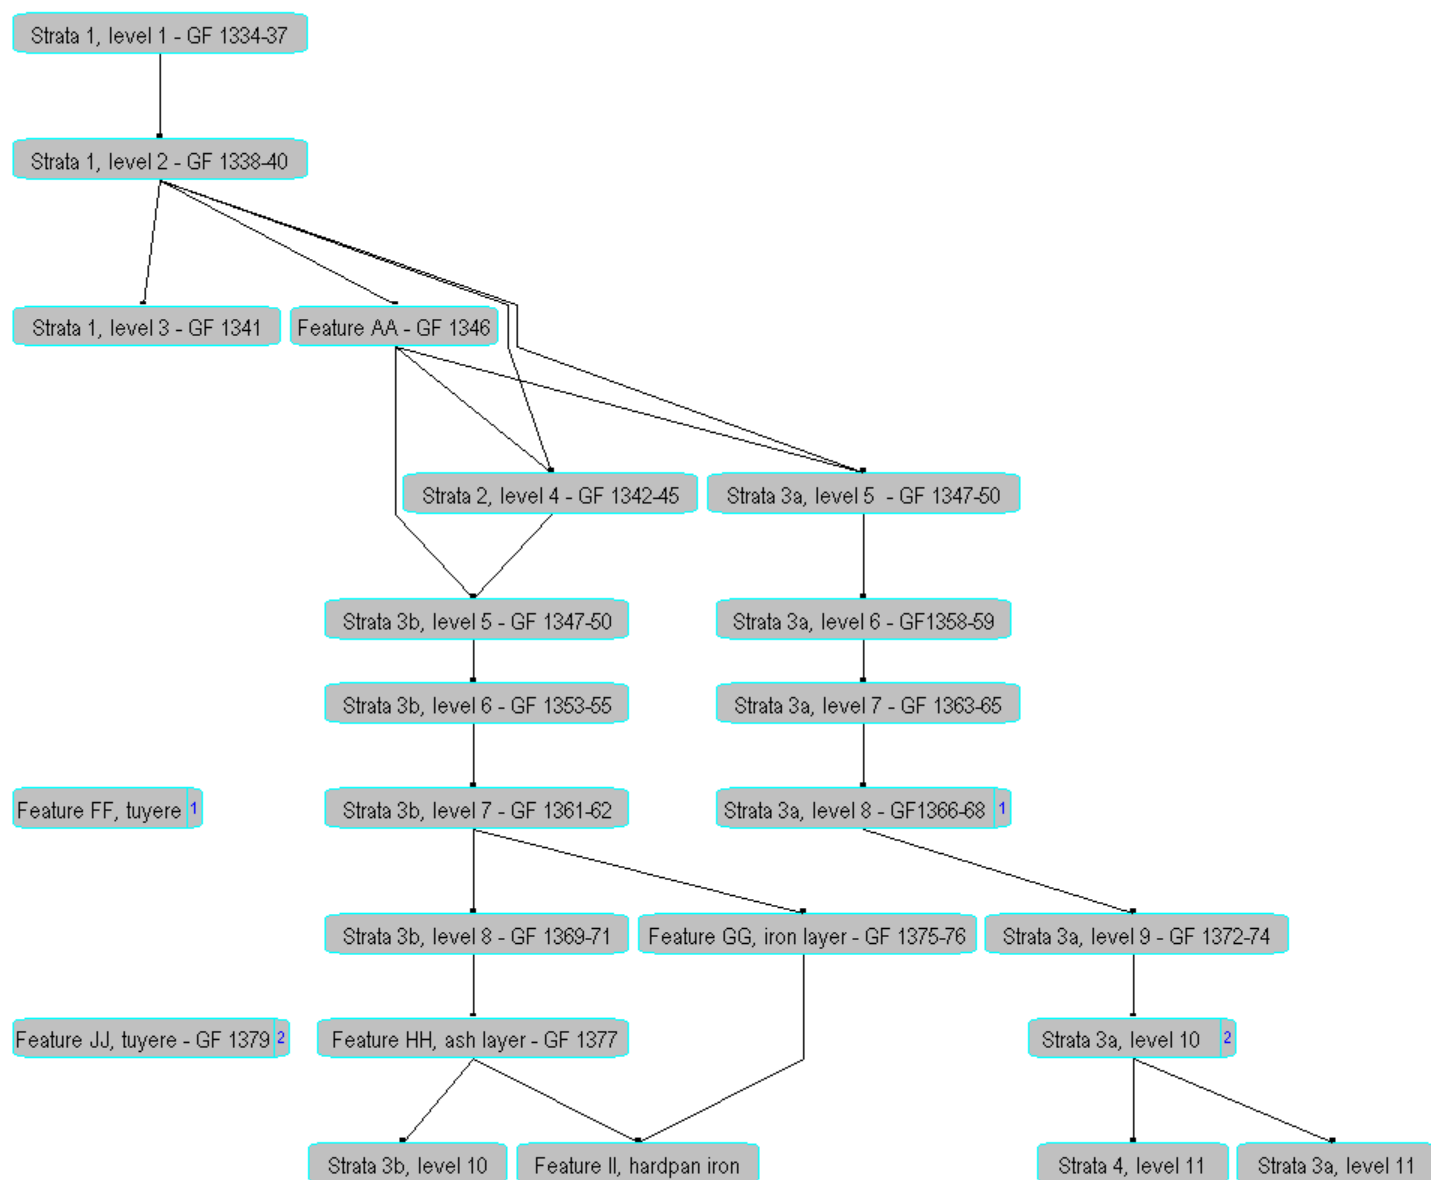 Strata 1, level 1 - GF 1334-37
Strata 1, level 2 - GF 1338-40
Strata 1, level 3 - GF 1341
Feature AA - GF 1346
Strata 2, level 4 - GF 1342-45
Strata 3a, level 5  - GF 1347-50
Strata 3b, level 5 - GF 1347-50
Strata 3a, level 6 - GF1358-59
Strata 3b, level 6 - GF 1353-55
Strata 3a, level 7 - GF 1363-65
Feature FF, tuyere 1
Strata 3b, level 7 - GF 1361-62
Strata 3a, level 8 - GF1366-68 1
Strata 3b, level 8 - GF 1369-71
Feature GG, iron layer - GF 1375-76
Strata 3a, level 9 - GF 1372-74
Feature JJ, tuyere - GF 1379 2
Feature HH, ash layer - GF 1377
Strata 3a, level 10 2
Strata 3b, level 10
Feature II, hardpan iron
Strata 4, level 11
Strata 3a, level 11